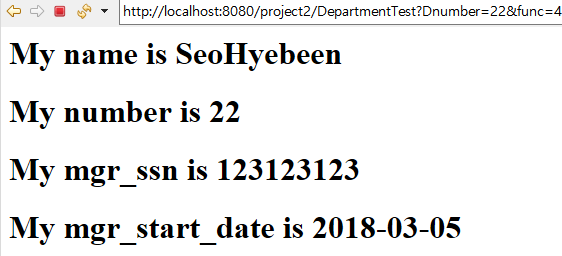 http://localhost:8080/project2/DepartmentTest?Dnumber=22&func=4
My name is SeoHyebeen
My number is 22
My mgr_ssn is 123123123
My mgr_start_date is 2018-03-05